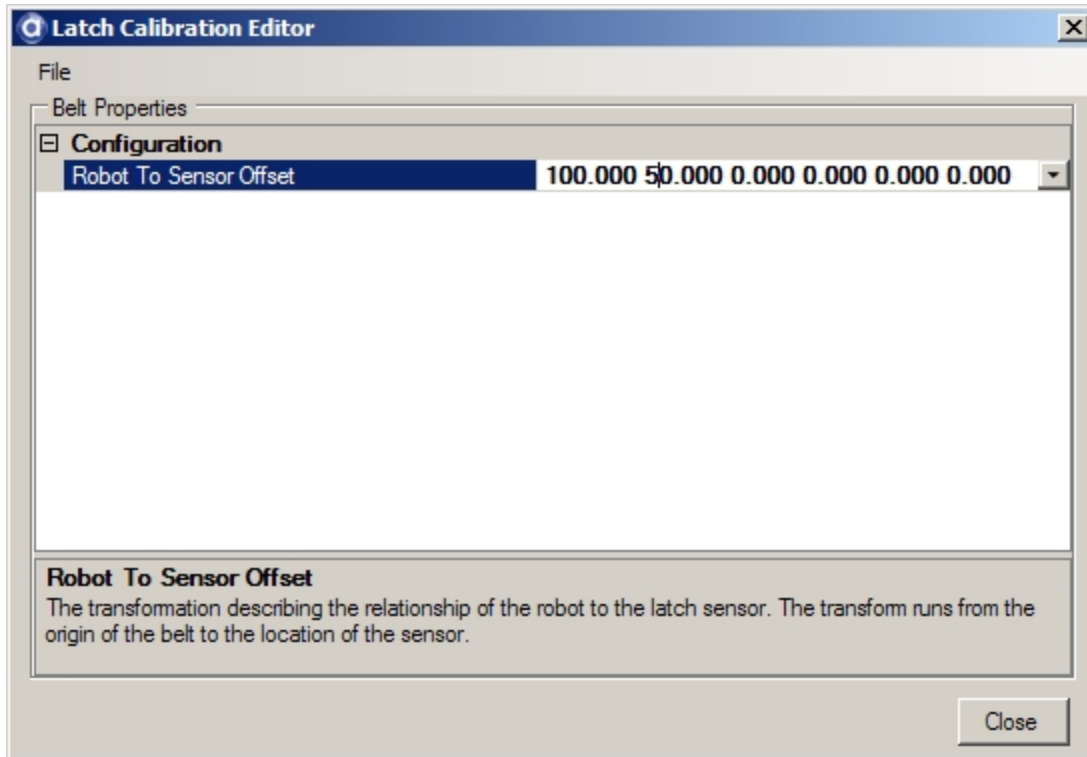 Latch Calibration Editor
File
Belt Properties
Configuration
Robot To Sensor Offset 100.000 50.000 0.000 0.000 0.000 0.000
Robot To Sensor Offset
The transformation describing the relationship of the robot to the latch sensor. The transform runs from the
origin of the belt to the location of the sensor.
Close